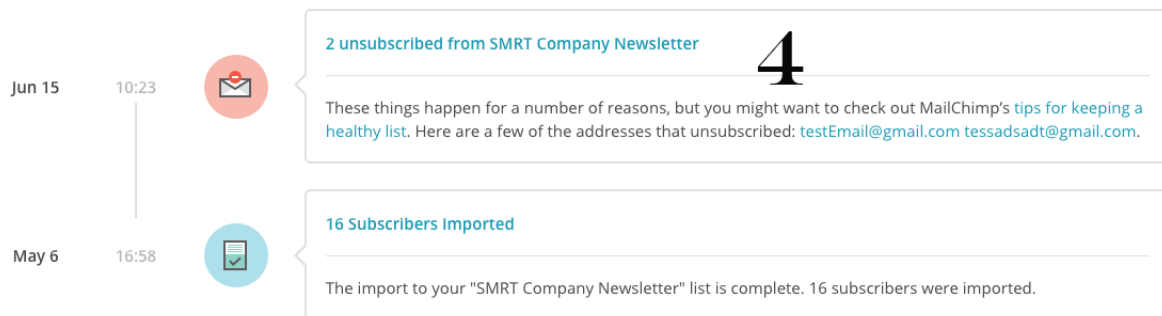 2 unsubscribed from SMRT Company Newsletter
4
Jun 15 10:23
These things happen for a number of reasons, but you might want to check out MailChimp's tips for keeping a
healthy list. Here are a few of the addresses that unsubscribed: testEmail@gmail.com tessadsadt@gmail.com.
16 Subscribers Imported
May 6 16:58
The import to your "SMRT Company Newsletter" list is complete. 16 subscribers were imported.